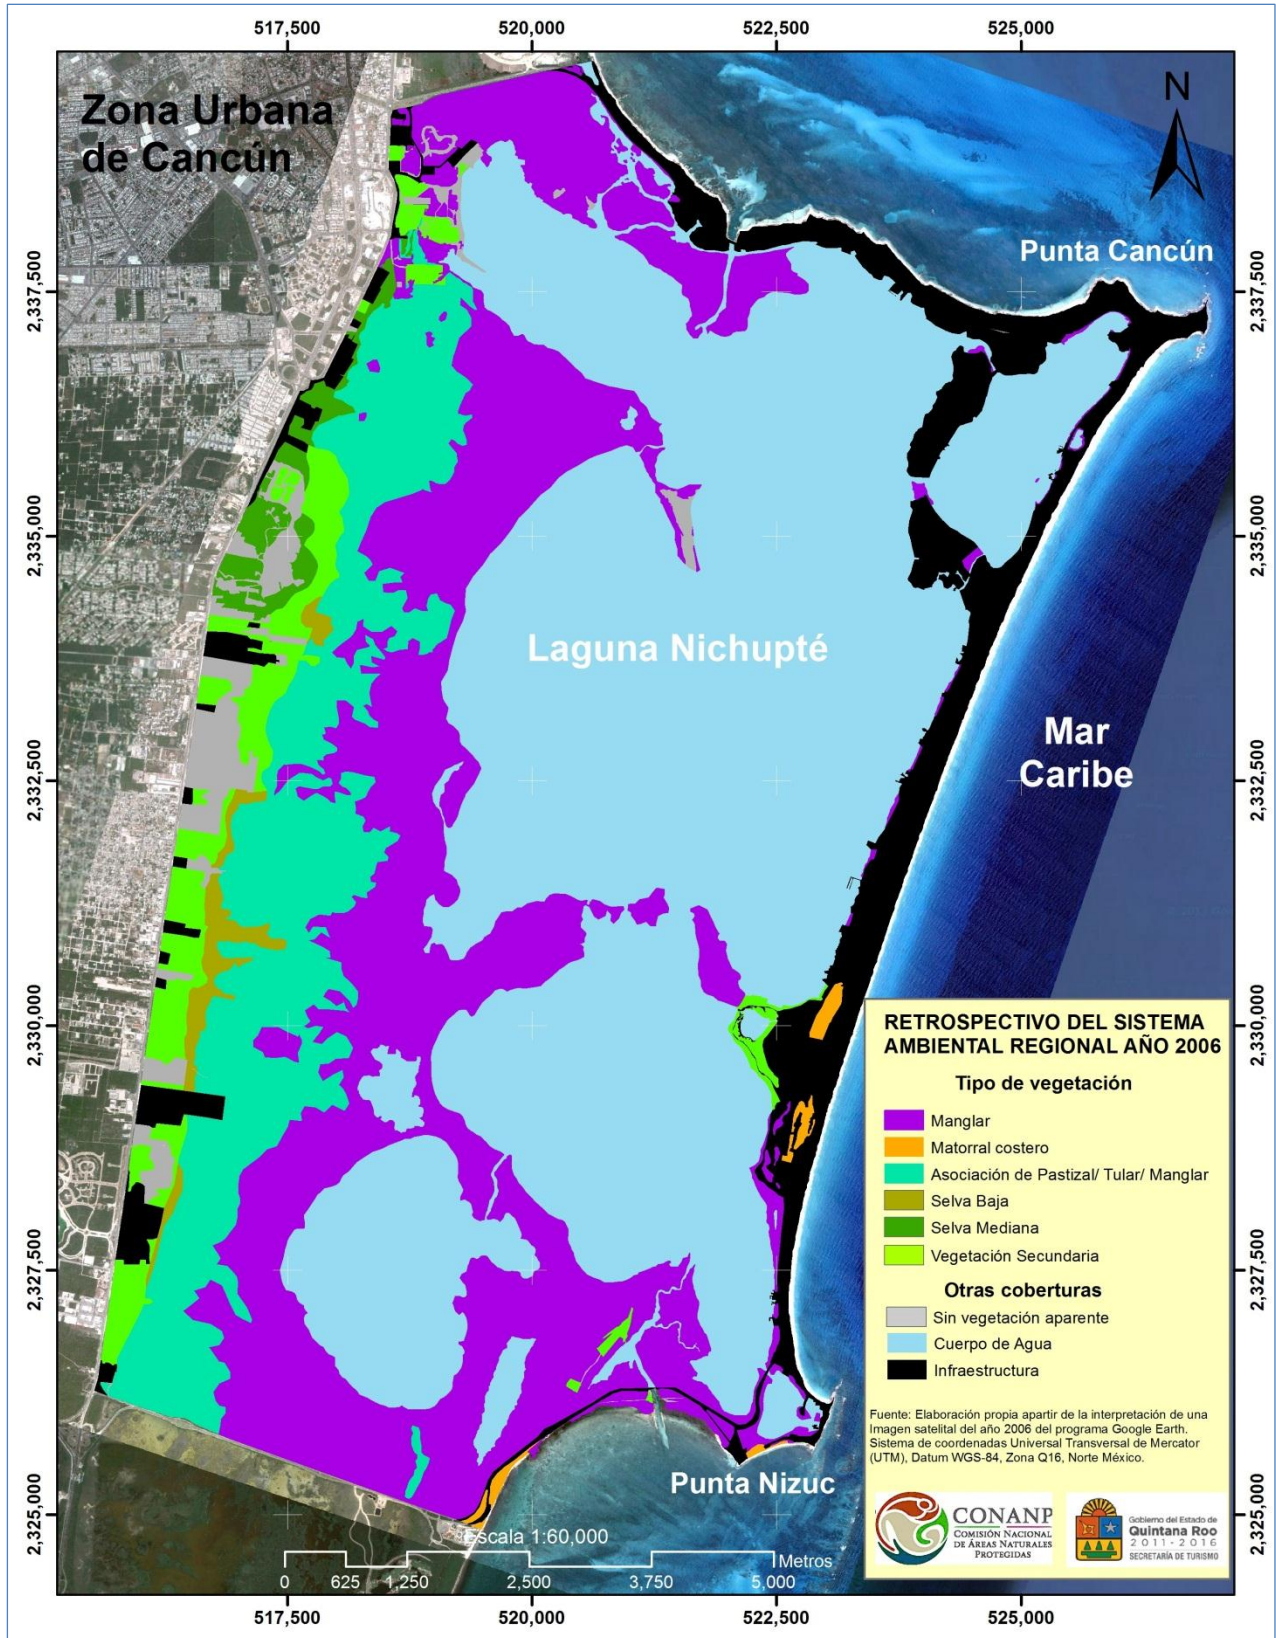 517,500
520,000
522,500
525,000
Zona Urbana
de Cancún
N
Punta Cancún
2,337,500
2,337,500
2,335,000
2,335,000
Laguna Nichupté
Mar
Caribe
2,332,500
2,332,500
2,330,000
2,330,000
RETROSPECTIVO DEL SISTEMA
AMBIENTAL REGIONAL AÑO 2006
Tipo de vegetación
Manglar
Matorral costero
Asociación de Pastizal/ Tular/ Manglar
Selva Baja
Selva Mediana
Vegetación Secundaria
Otras coberturas
Sin vegetación aparente
Cuerpo de Agua
Infraestructura
2,327,500
2,327,500
Fuente: Elaboración propia apartir de la interpretación de una
Imagen satelital del año 2006 del programa Google Earth.
Sistema de coordenadas Universal Transversal de Mercator
(UTM), Datum WGS-84, Zona Q16, Norte México.
Punta Nizuc
2,325,000
2,325,000
CONANP
COMISIÓN NACIONAL
DE ÁREAS NATURALES
PROTEGIDAS
Gobierno del Estado de
Quintana Roo
2011-2016
SECRETARÍA DE TURISMO
Escala 1:60,000
Metros
0
625
1,250
2,500
3,750
5,000
517,500
520,000
522,500
525,000